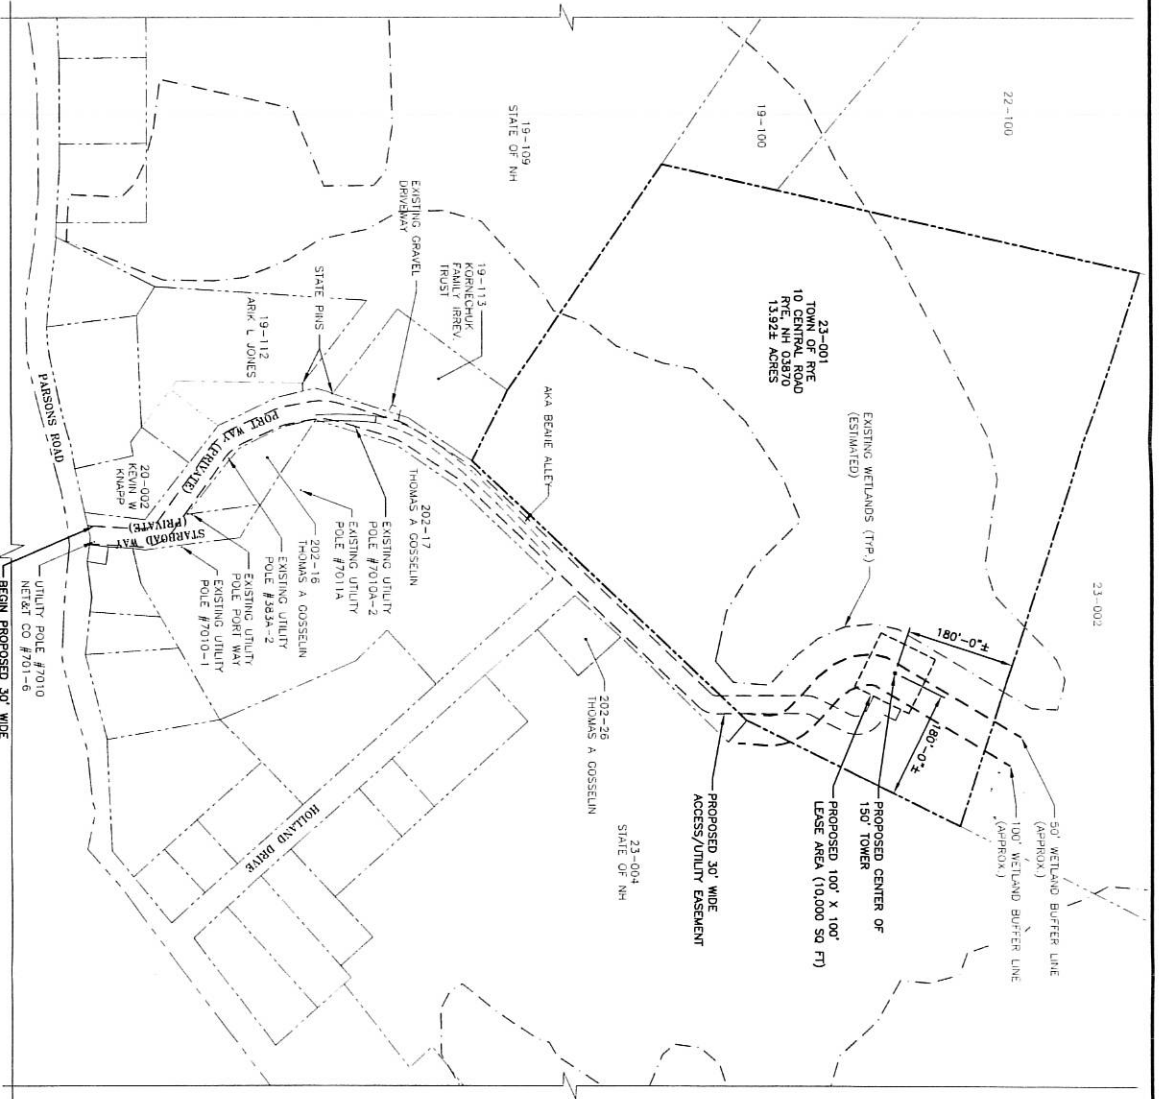 22-100
19-100
19-109
STATE OF NH
23-002
23-001
TOWN OF RYE
10 CENTRAL ROAD
RYE, NH 03870
13.92± ACRES
EXISTING WETLANDS (TYP.)
(ESTIMATED)
180'-0"±
180'-0"±
50' WETLAND BUFFER LINE
(APPROX.)
100' WETLAND BUFFER LINE
(APPROX.)
PROPOSED CENTER OF
150' TOWER
PROPOSED 100' X 100'
LEASE AREA (10,000 SQ FT)
PROPOSED 30' WIDE
ACCESS/UTILITY EASEMENT
23-004
STATE OF NH
202-26
THOMAS A GOSSELIN
AKA BEANE ALLEY
19-113
KORNECHUK
FAMILY IRREV
TRUST
EXISTING GRAVEL
DRIVEWAY
STATE PINS
19-112
ARIK L JONES
202-17
THOMAS A GOSSELIN
EXISTING UTILITY
POLE #7010A-2
EXISTING UTILITY
POLE #7011A
202-16
THOMAS A GOSSELIN
EXISTING UTILITY
POLE #383A-2
EXISTING UTILITY
POLE PORT WAY
EXISTING UTILITY
POLE #7010-1
PORT WAY (PRIVATE)
STARBOARD WAY
(PRIVATE)
20-002
KEVIN W
KNAPP
PARSONS ROAD
HOLLAND DRIVE
UTILITY POLE #7010
NET&T CO #701-6
BEGIN PROPOSED 30' WIDE